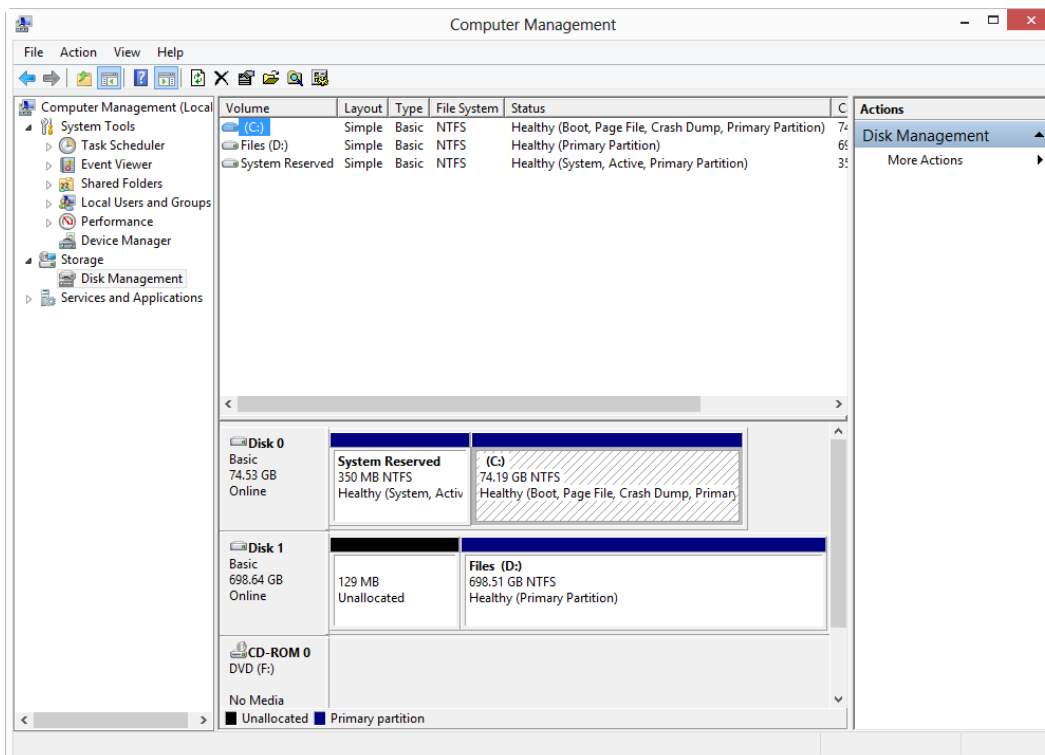 Computer Management
File Action View Help
Computer Management (Local
System Tools
Task Scheduler
Event Viewer
Shared Folders
Local Users and Groups
Performance
Device Manager
Storage
Disk Management
Services and Applications
Volume Layout Type File System Status C
(C:) Simple Basic NTFS Healthy (Boot, Page File, Crash Dump, Primary Partition) 74
Files (D:) Simple Basic NTFS Healthy (Primary Partition) 69
System Reserved Simple Basic NTFS Healthy (System, Active, Primary Partition) 35
Disk 0
Basic
74.53 GB
Online
System Reserved
350 MB NTFS
Healthy (System, Activ
(C:)
74.19 GB NTFS
Healthy (Boot, Page File, Crash Dump, Primar
Disk 1
Basic
698.64 GB
Online
129 MB
Unallocated
Files (D:)
698.51 GB NTFS
Healthy (Primary Partition)
CD-ROM 0
DVD (F:)
No Media
Unallocated Primary partition
Actions
Disk Management
More Actions